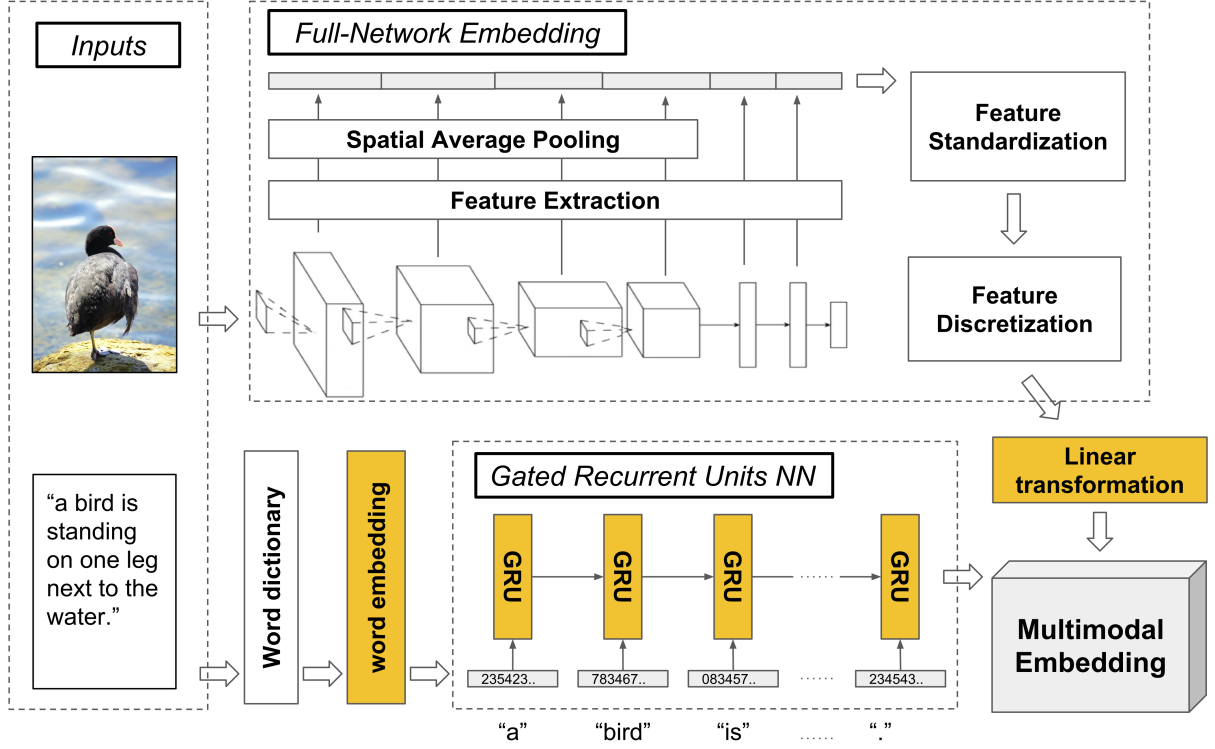 Inputs
Full-Network Embedding
Spatial Average Pooling
Feature Extraction
Feature
Standardization
Feature
Discretization
Linear
transformation
“a bird is
standing
on one leg
next to the
water.”
Word dictionary
word embedding
Gated Recurrent Units NN
GRU GRU GRU ...... GRU
235423.. 783467.. 083457.. ...... 234543..
“a” “bird” “is” ...... “.”
Multimodal
Embedding